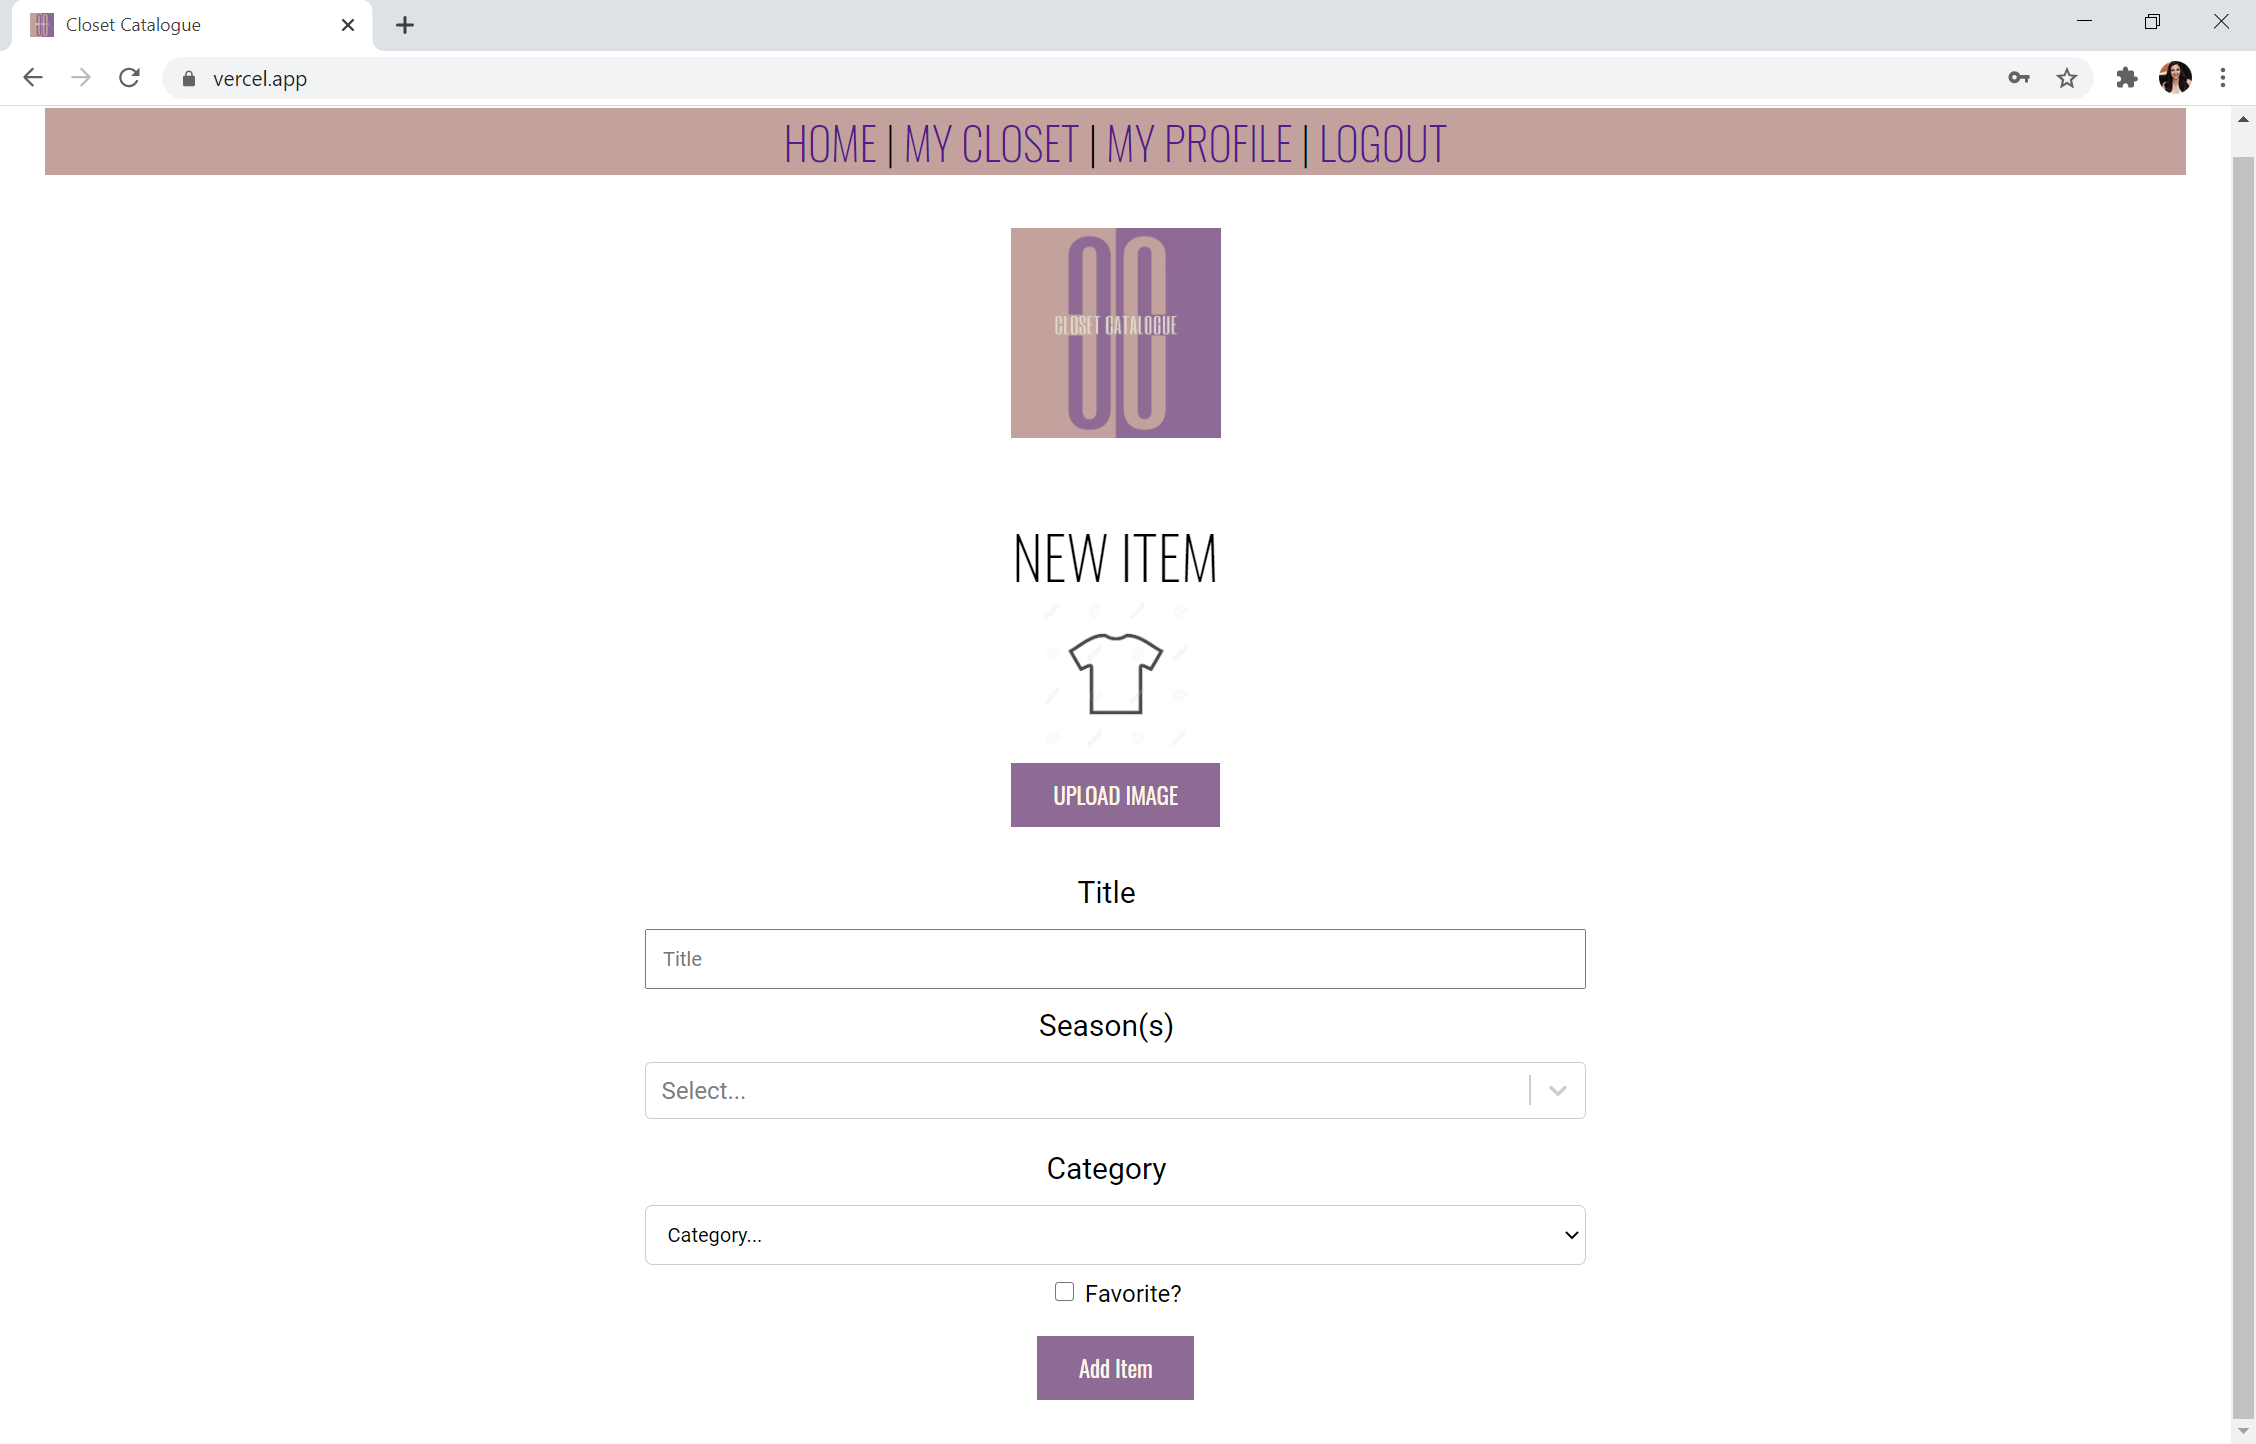 Closet Catalogue
vercel.app
HOME | MY CLOSET | MY PROFILE | LOGOUT
CLOSET CATALOGUE
NEW ITEM
UPLOAD IMAGE
Title
Title
Season(s)
Select...
Category
Category...
Favorite?
Add Item